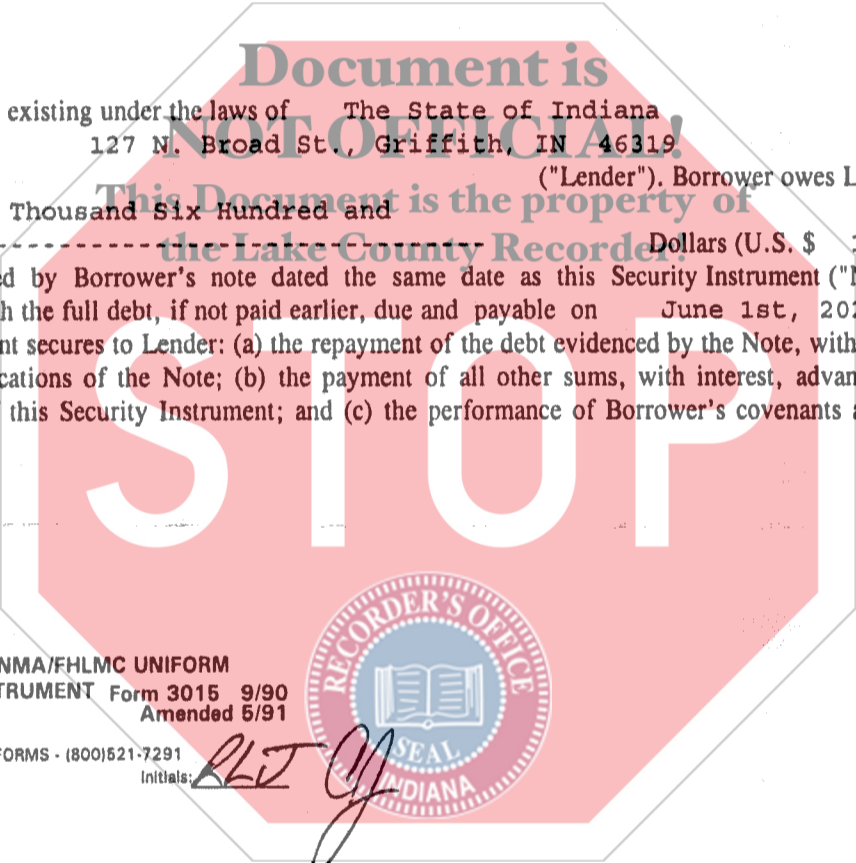 Document is
existing under the laws of The State of Indiana
NOT OFFICIAL!
127 N. Broad St., Griffith, IN 46319
("Lender"). Borrower owes L
This Document is the property of
Thousand Six Hundred and
the Lake County Recorder!
Dollars (U.S. $
ed by Borrower's note dated the same date as this Security Instrument ("
h the full debt, if not paid earlier, due and payable on June 1st, 202
nt secures to Lender: (a) the repayment of the debt evidenced by the Note, with
cations of the Note; (b) the payment of all other sums, with interest, advan
this Security Instrument; and (c) the performance of Borrower's covenants a
STOP
NMA/FHLMC UNIFORM
TRUMENT Form 3015 9/90
Amended 5/91
FORMS - (800)521-7291
Initials: RLJ
RECORDER'S OFFICE
SEAL
INDIANA